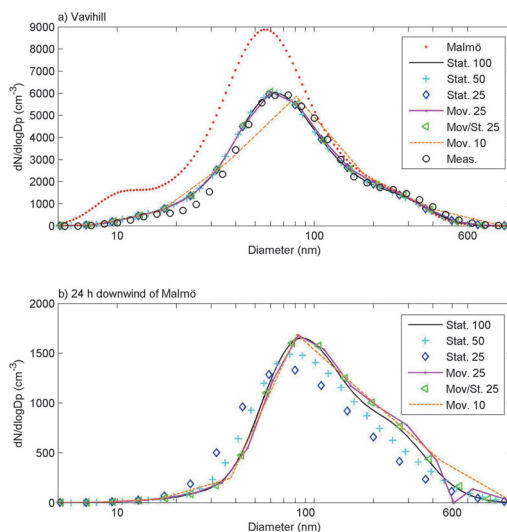 a) Vavihill
9000
8000
7000
6000
5000
4000
3000
2000
1000
0
dN/dlogDp (cm-3)
Malmö
Stat. 100
Stat. 50
Stat. 25
Mov. 25
Mov/St. 25
Mov. 10
Meas.
10
100
600
Diameter (nm)
b) 24 h downwind of Malmö
2000
1500
1000
500
0
dN/dlogDp (cm-3)
Stat. 100
Stat. 50
Stat. 25
Mov. 25
Mov/St. 25
Mov. 10
10
100
600
Diameter (nm)